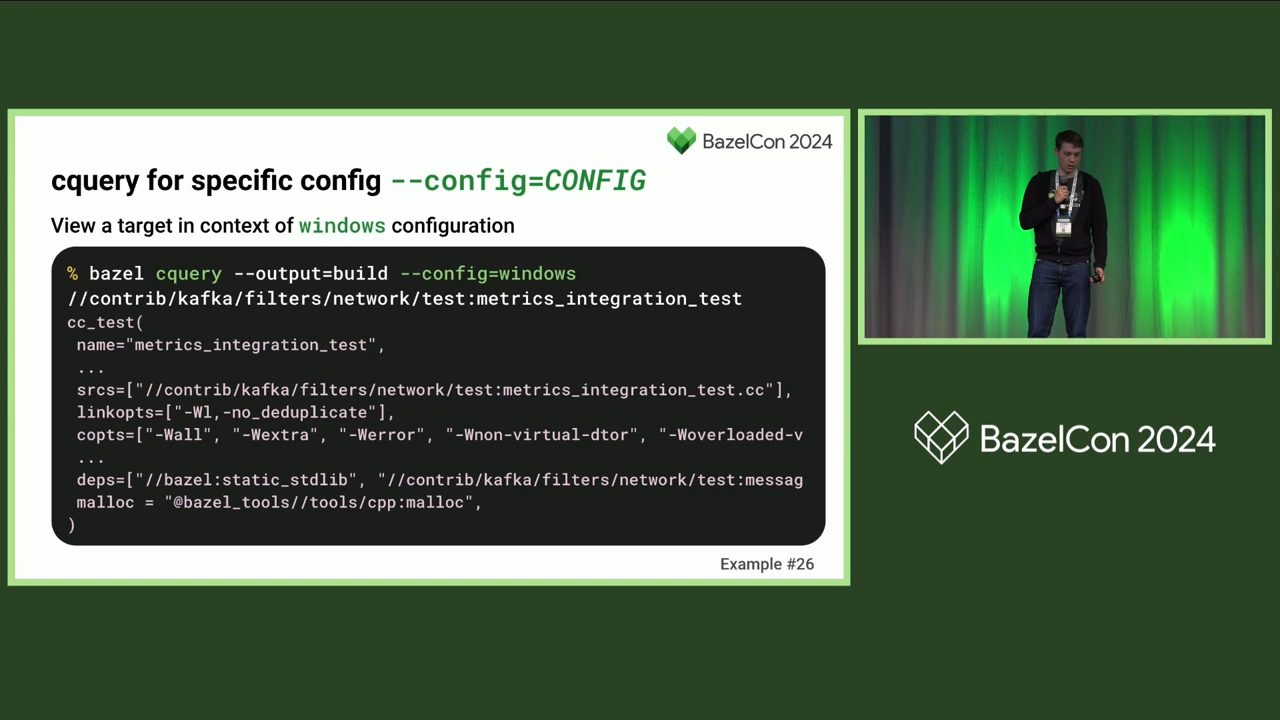 BazelCon 2024
cquery for specific config --config=CONFIG
View a target in context of windows configuration
% bazel cquery --output=build --config=windows
//contrib/kafka/filters/network/test:metrics_integration_test
cc_test(
name="metrics_integration_test",
...
srcs=["//contrib/kafka/filters/network/test:metrics_integration_test.cc"],
linkopts=["-Wl,-no_deduplicate"],
copts=["-Wall", "-Wextra", "-Werror", "-Wnon-virtual-dtor", "-Woverloaded-v
...
deps=["//bazel:static_stdlib", "//contrib/kafka/filters/network/test:messag
malloc = "@bazel_tools//tools/cpp:malloc",
)
Example #26
BazelCon 2024